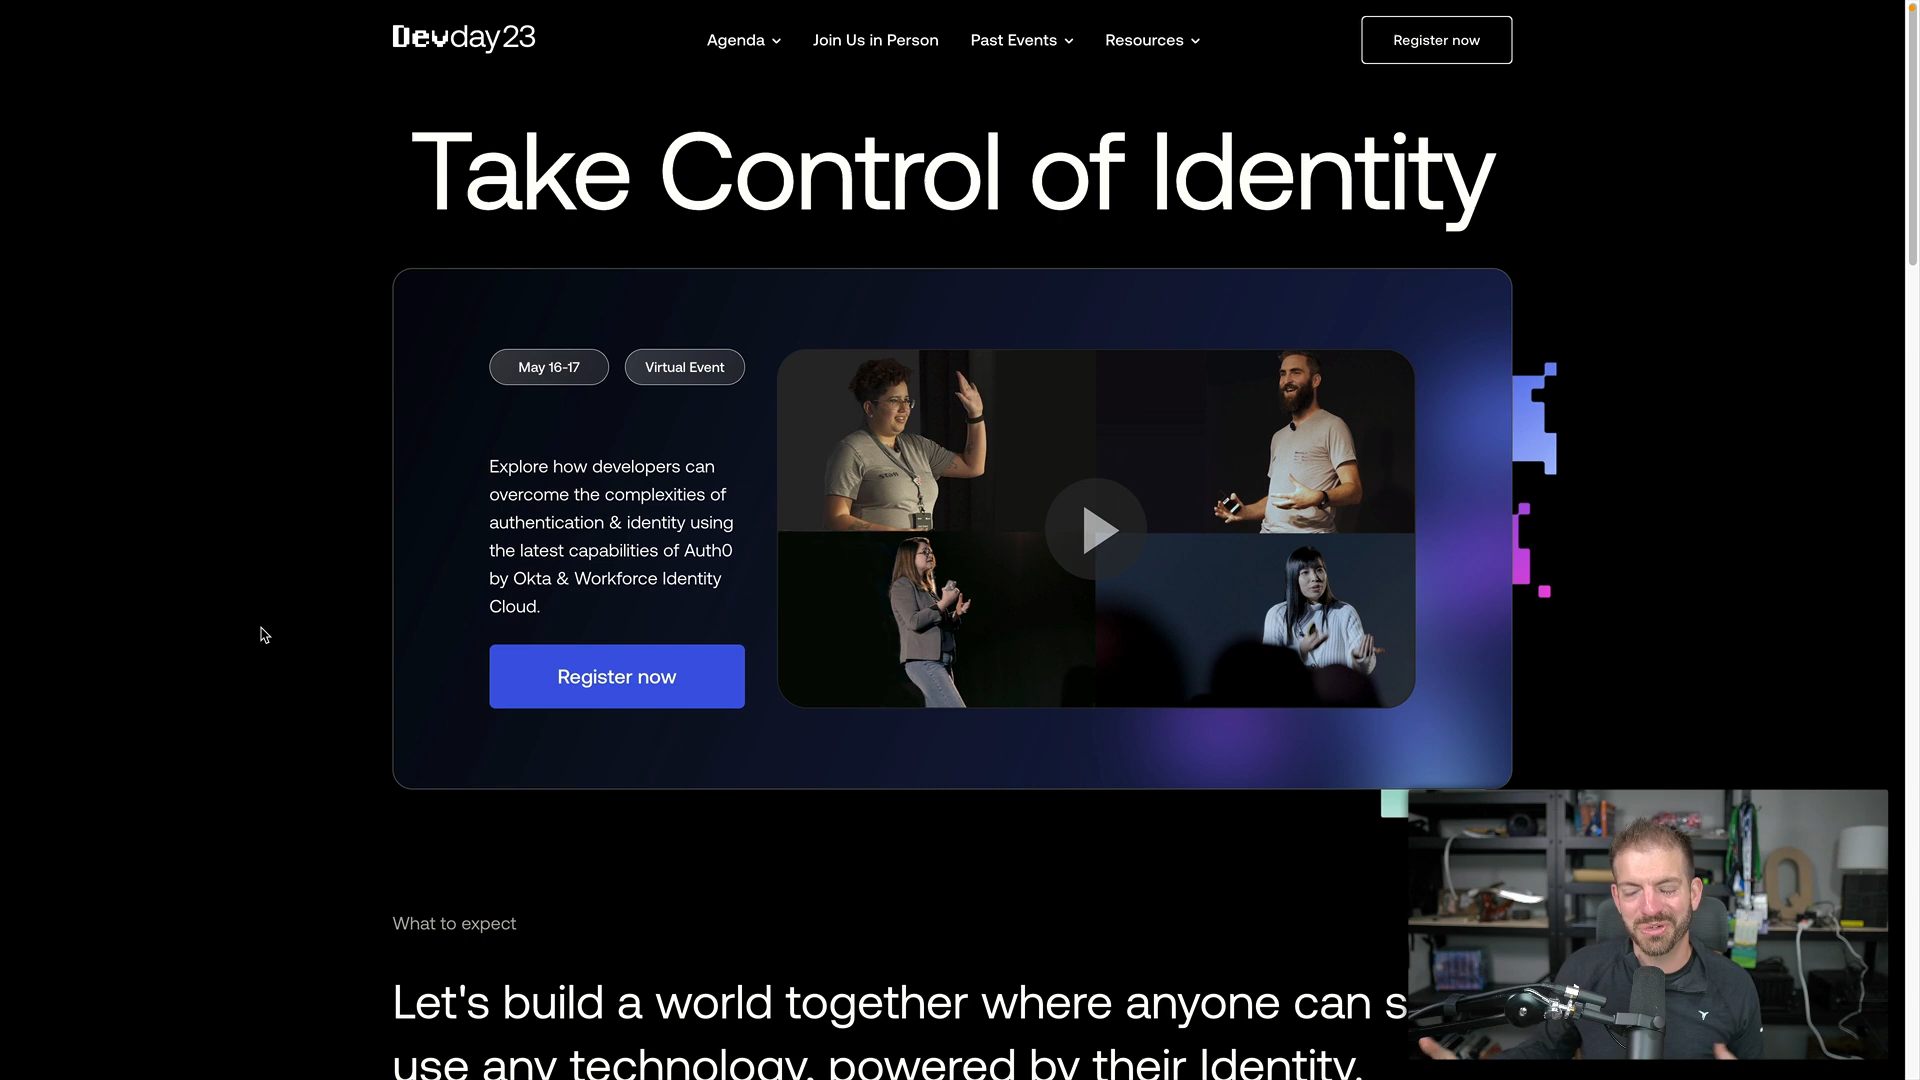 Devday23
Agenda
Join Us in Person
Past Events
Resources
Register now
Take Control of Identity
May 16-17
Virtual Event
Explore how developers can
overcome the complexities of
authentication & identity using
the latest capabilities of Auth0
by Okta & Workforce Identity
Cloud.
Register now
What to expect
Let's build a world together where anyone can s
use any technology, powered by their Identity.